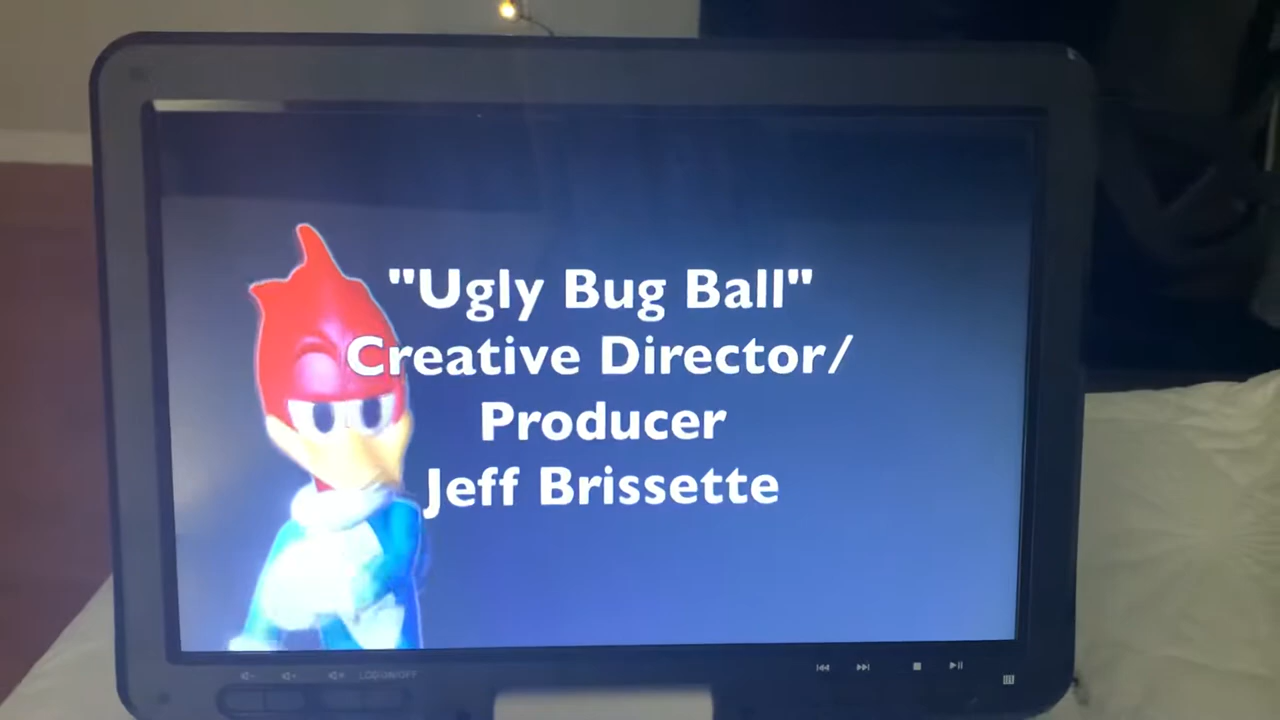 "Ugly Bug Ball"
Creative Director/
Producer
Jeff Brissette